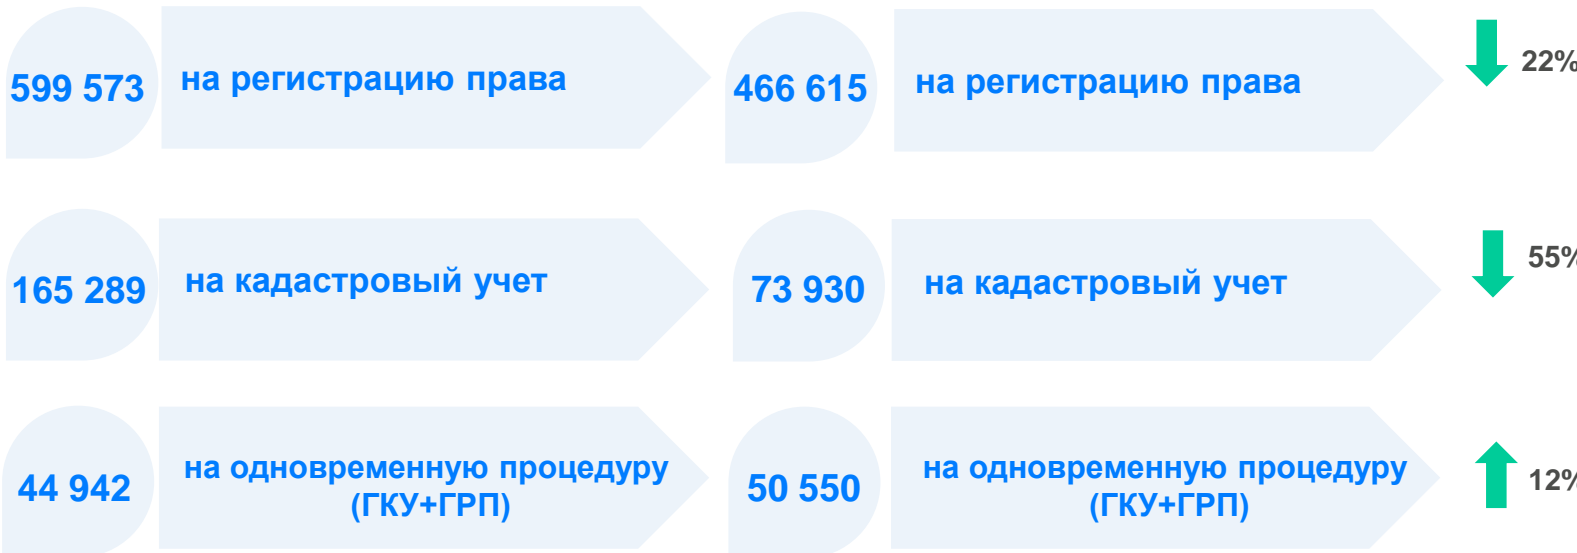 599 573 на регистрацию права 466 615 на регистрацию права 22%
165 289 на кадастровый учет 73 930 на кадастровый учет 55%
44 942 на одновременную процедуру
(ГКУ+ГРП) 50 550 на одновременную процедуру
(ГКУ+ГРП) 12%